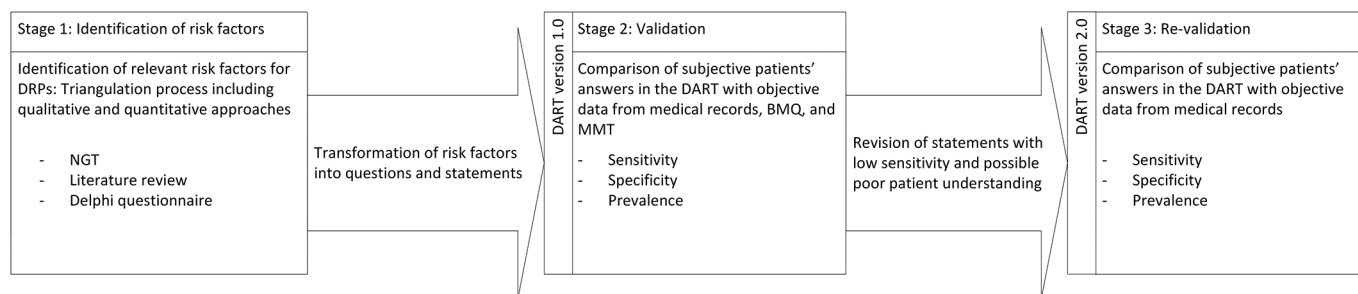 Stage 1: Identification of risk factors
Identification of relevant risk factors for
DRPs: Triangulation process including
qualitative and quantitative approaches
- NGT
- Literature review
- Delphi questionnaire
Transformation of risk factors
into questions and statements
DART version 1.0
Stage 2: Validation
Comparison of subjective patients’
answers in the DART with objective
data from medical records, BMQ, and
MMT
- Sensitivity
- Specificity
- Prevalence
Revision of statements with
low sensitivity and possible
poor patient understanding
DART version 2.0
Stage 3: Re-validation
Comparison of subjective patients’
answers in the DART with objective
data from medical records
- Sensitivity
- Specificity
- Prevalence